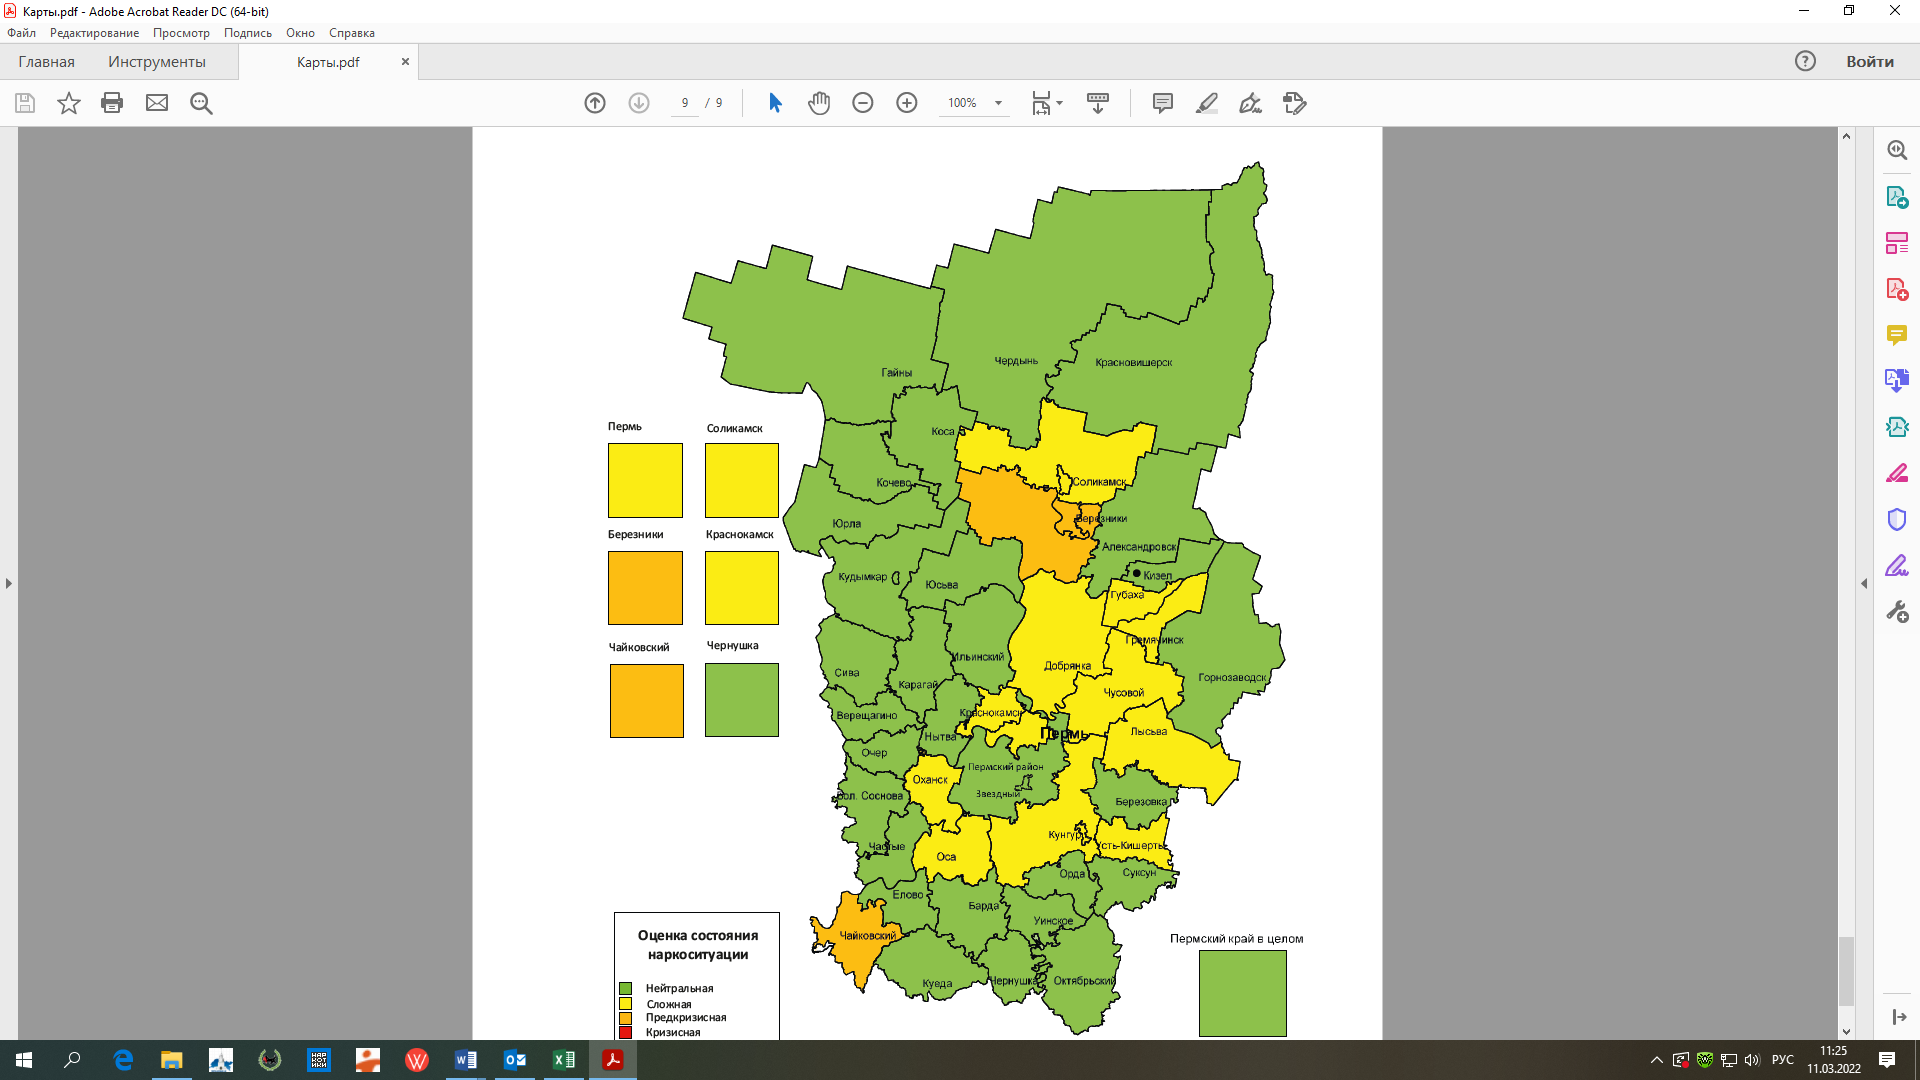 Карты.pdf - Adobe Acrobat Reader DC (64-bit)
Файл Редактирование Просмотр Подпись Окно Справка
Главная Инструменты Карты.pdf Войти
9 / 9 100%
Гайны
Чердынь
Красновишерск
Пермь Соликамск
Коса
Кочево
Соликамск
Юрла
Березники
Березники Краснокамск
Александровск
Кудымкар
Юсьва
Кизел
Губаха
Гремячинск
Чайковский Чернушка
Ильинский
Добрянка
Сива
Карагай
Горнозаводск
Чусовой
Верещагино
Краснокамск
Нытва
Пермь
Лысьва
Очер
Пермский район
Оханск
Звездный
Бол. Соснова
Березовка
Кунгур
Частые
Усть-Кишерть
Оса
Орда
Суксун
Елово
Барда
Уинское
Чайковский
Куеда
Чернушка
Октябрьский
Оценка состояния
наркоситуации
Нейтральная
Сложная
Предкризисная
Кризисная
Пермский край в целом
НАР
КОТ
ИКИ
РУС
11:25
11.03.2022